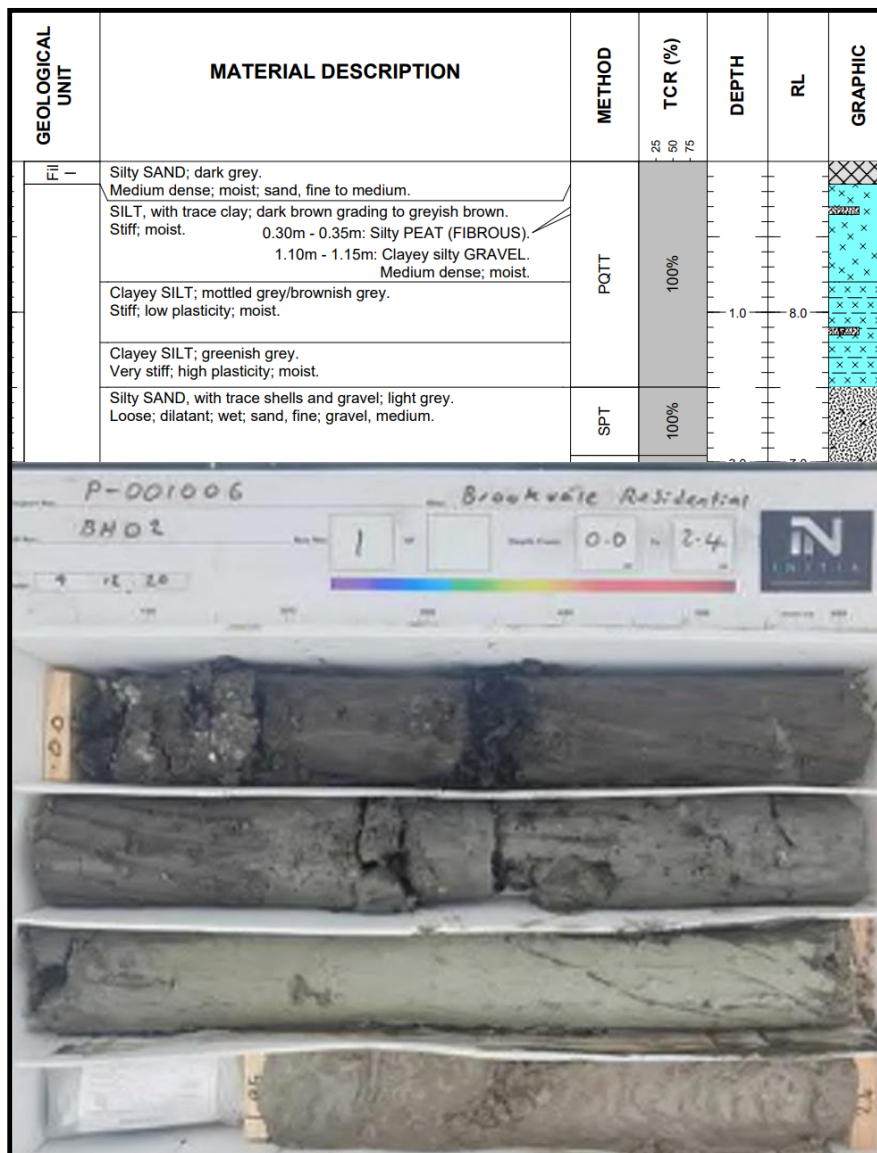 GEOLOGICAL
UNIT
MATERIAL DESCRIPTION
METHOD
TCR (%)
DEPTH
RL
GRAPHIC
25
50
75
Fill
Silty SAND; dark grey.
Medium dense; moist; sand, fine to medium.
SILT, with trace clay; dark brown grading to greyish brown.
Stiff; moist.
0.30m - 0.35m: Silty PEAT (FIBROUS).
1.10m - 1.15m: Clayey silty GRAVEL.
Medium dense; moist.
PQTT
100%
Clayey SILT; mottled grey/brownish grey.
Stiff; low plasticity; moist.
1.0
8.0
Clayey SILT; greenish grey.
Very stiff; high plasticity; moist.
Silty SAND, with trace shells and gravel; light grey.
Loose; dilatant; wet; sand, fine; gravel, medium.
SPT
100%
P-001006
Brookvale Residential
BH02
1
0.0
2.4
9 12 20
INITIA
0.0
2.4